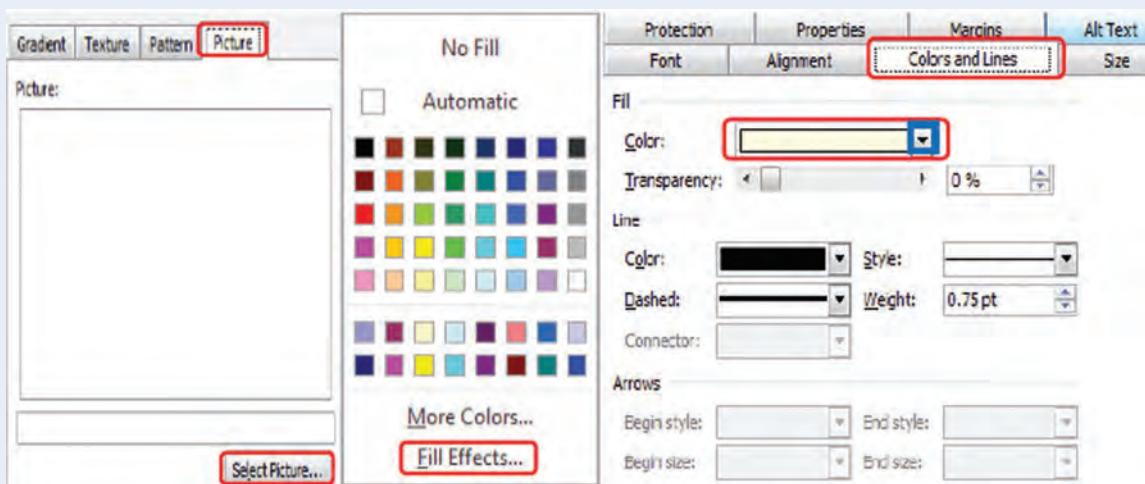 Gradient Texture Pattern Picture
Picture:
Select Picture...
No Fill
Automatic
More Colors...
Fill Effects...
Protection Properties Margins Alt Text
Font Alignment Colors and Lines Size
Fill
Color:
Transparency: 0 %
Line
Color: Style:
Dashed: Weight: 0.75 pt
Connector:
Arrows
Begin style: End style:
Begin size: End size: